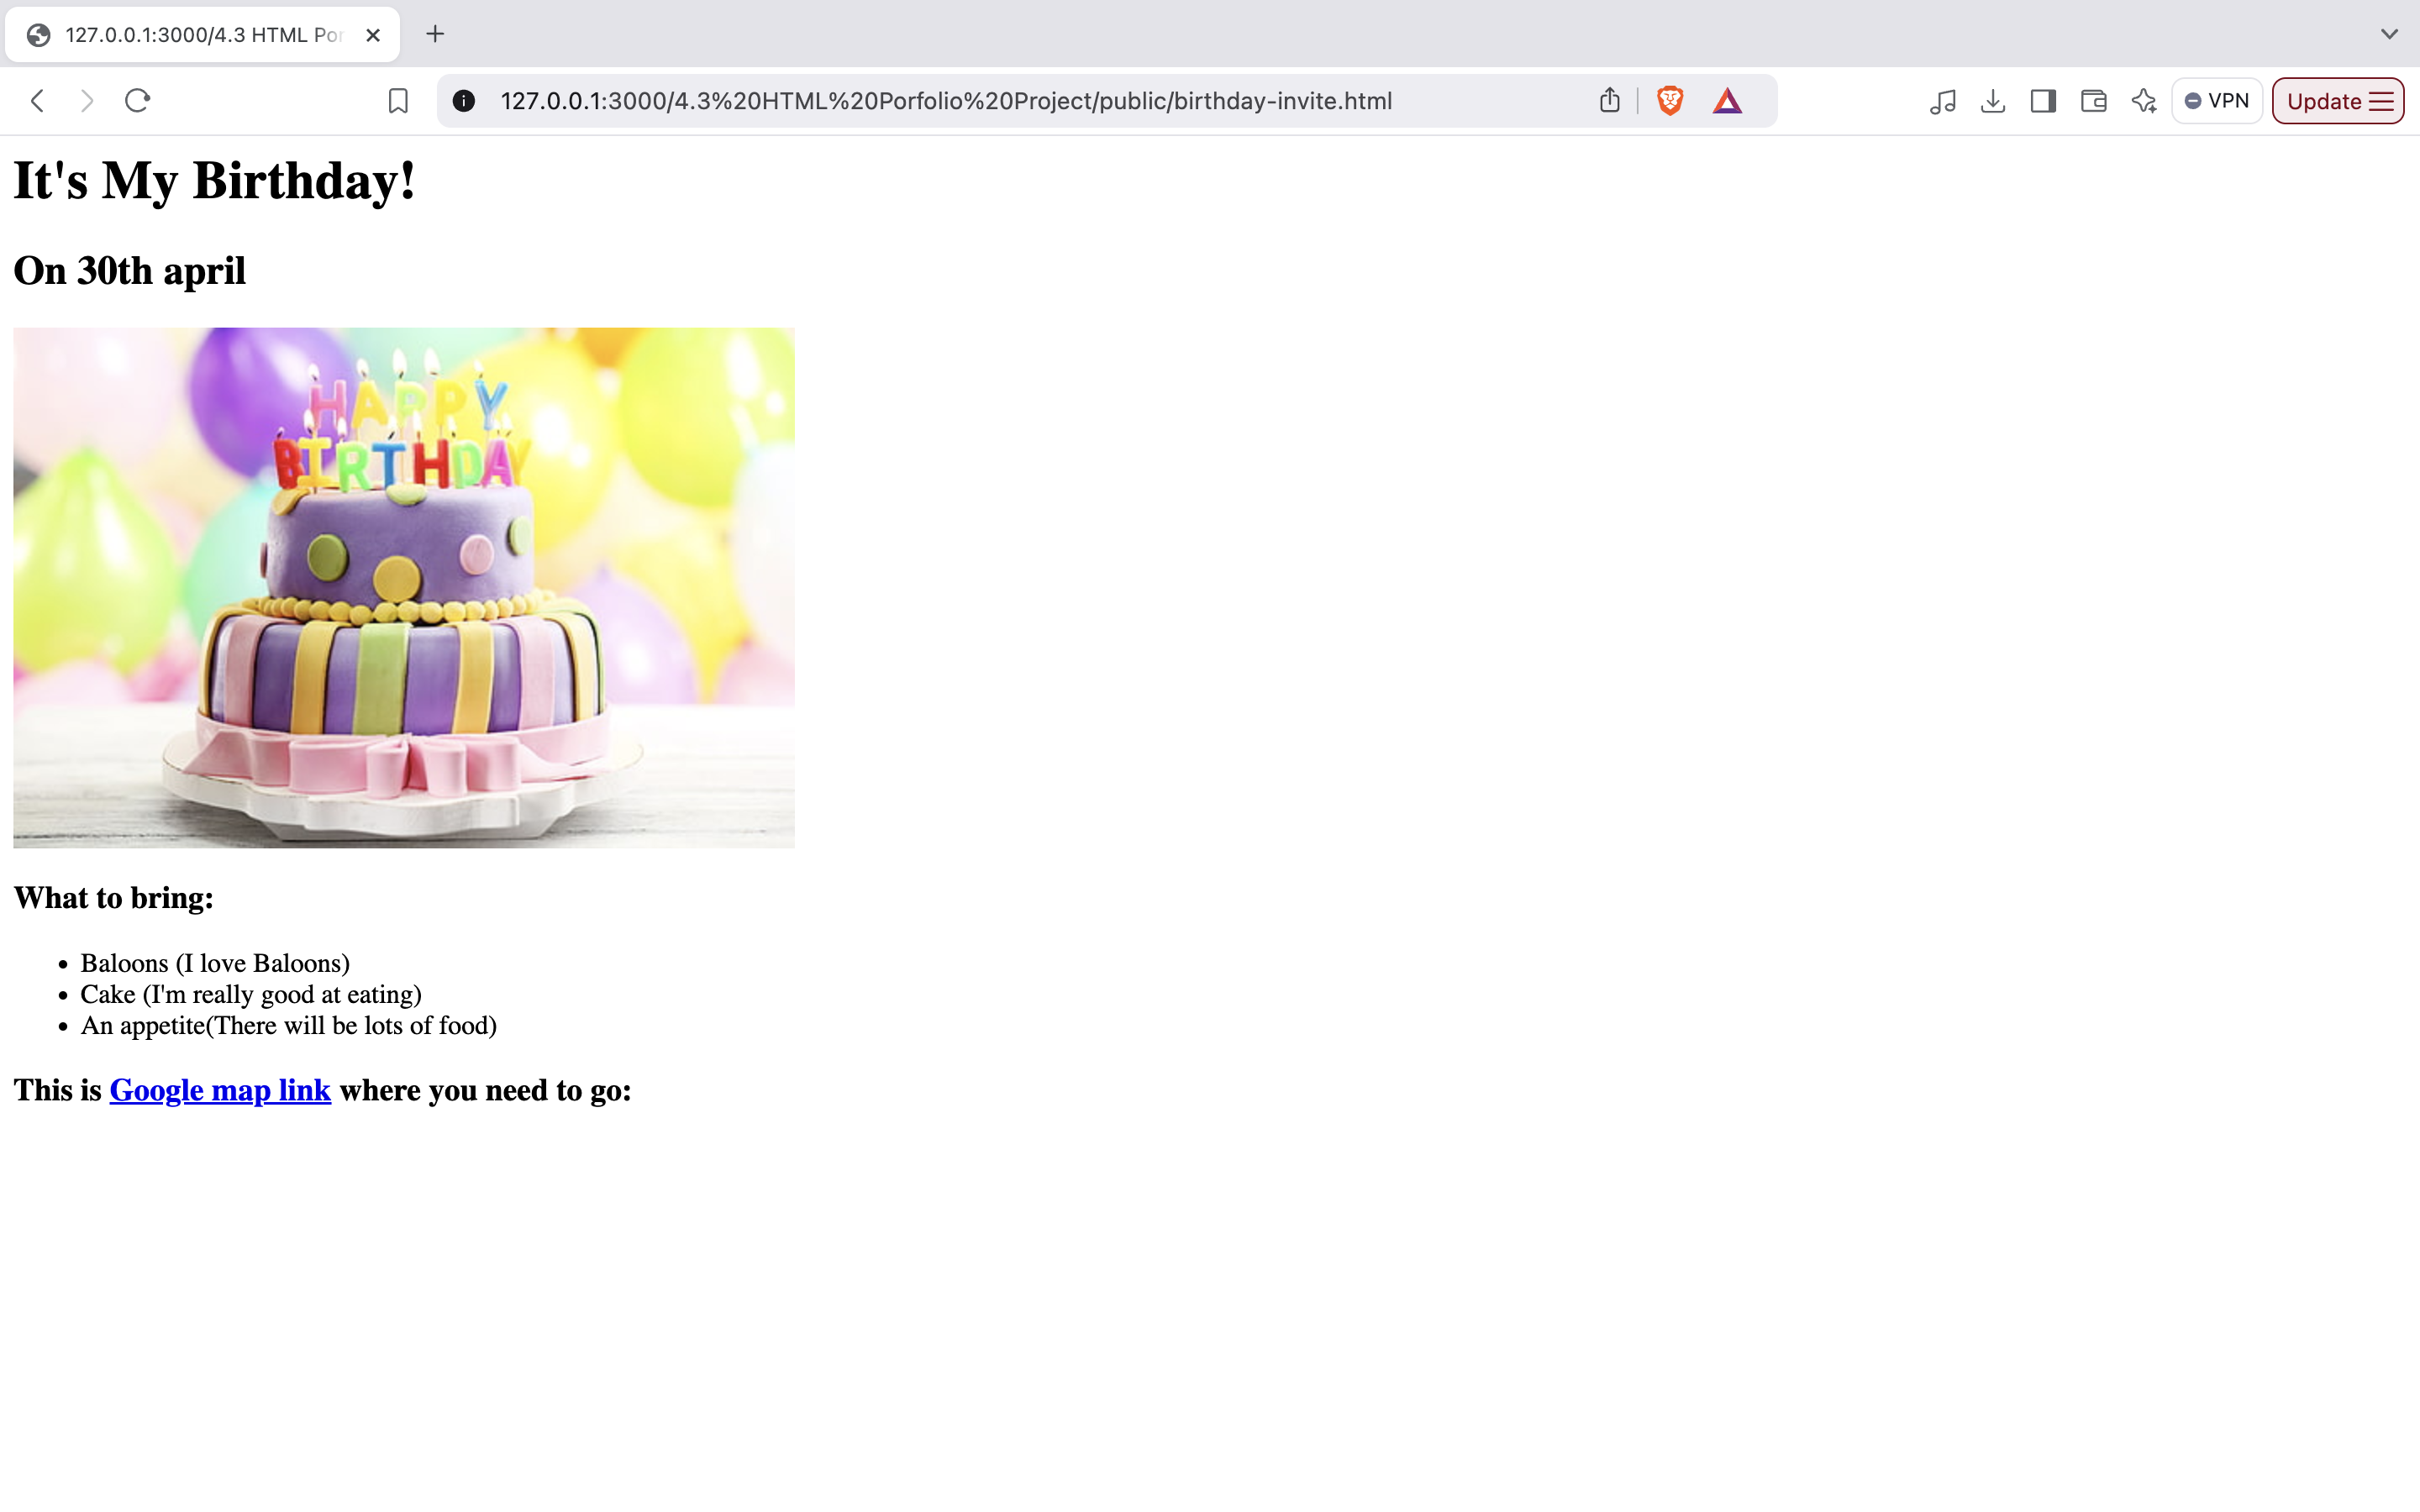 127.0.0.1:3000/4.3 HTML Por
127.0.0.1:3000/4.3%20HTML%20Porfolio%20Project/public/birthday-invite.html
VPN
Update
It's My Birthday!
On 30th april
HAPPY
BIRTHDAY
What to bring:
Baloons (I love Baloons)
Cake (I'm really good at eating)
An appetite(There will be lots of food)
This is Google map link where you need to go: